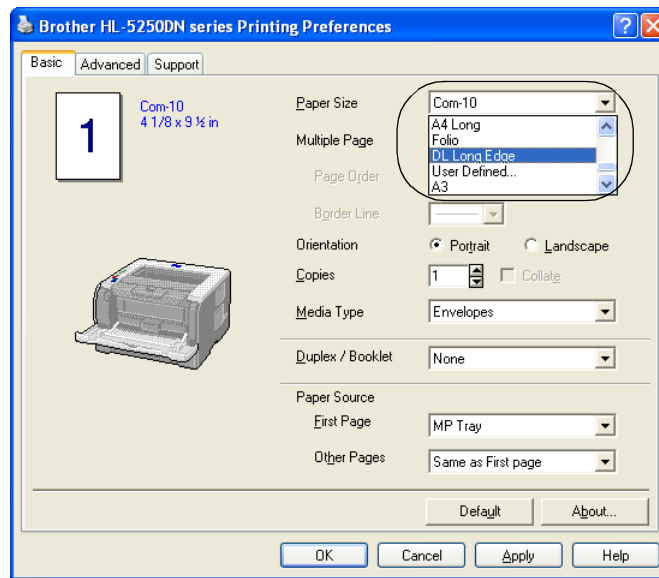 Brother HL-5250DN series Printing Preferences
Basic Advanced Support
1
Com-10
4 1/8 x 9 ½ in
Paper Size Com-10
A4 Long
Folio
DL Long Edge
User Defined...
A3
Multiple Page
Page Order
Border Line
Orientation Portrait Landscape
Copies 1 Collate
Media Type Envelopes
Duplex / Booklet None
Paper Source
First Page MP Tray
Other Pages Same as First page
Default About...
OK Cancel Apply Help